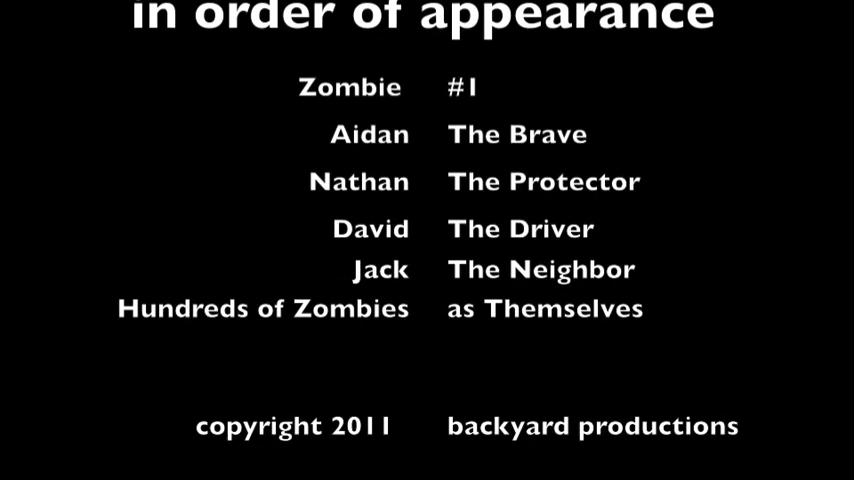 in order of appearance
Zombie #1
Aidan The Brave
Nathan The Protector
David The Driver
Jack The Neighbor
Hundreds of Zombies as Themselves
copyright 2011 backyard productions